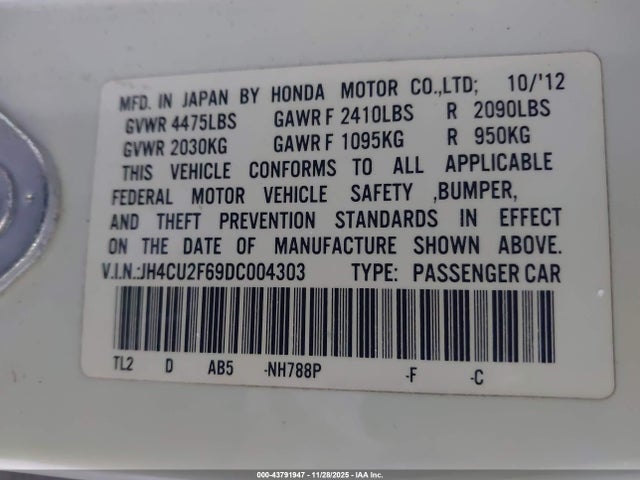 MFD. IN JAPAN BY HONDA MOTOR CO.,LTD; 10/'12
GVWR 4475LBS GAWR F 2410LBS R 2090LBS
GVWR 2030KG GAWR F 1095KG R 950KG
THIS VEHICLE CONFORMS TO ALL APPLICABLE
FEDERAL MOTOR VEHICLE SAFETY ,BUMPER,
AND THEFT PREVENTION STANDARDS IN EFFECT
ON THE DATE OF MANUFACTURE SHOWN ABOVE.
V.I.N.:JH4CU2F69DC004303 TYPE: PASSENGER CAR
TL2 D AB5 -NH788P -F -C
000-43791947 - 11/28/2025 - IAA Inc.